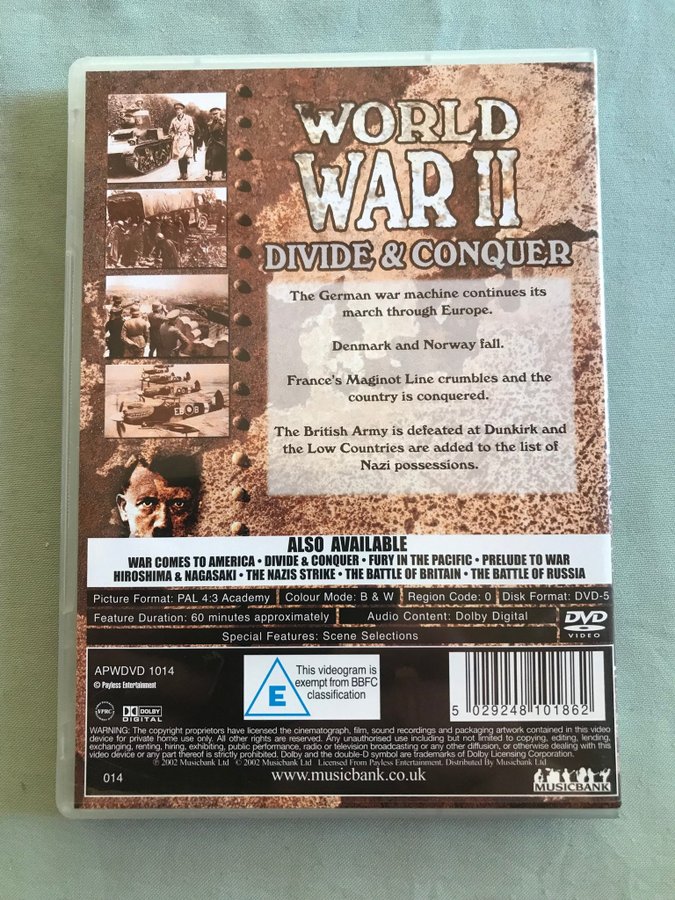 WORLD
WAR II
DIVIDE & CONQUER
The German war machine continues its
march through Europe.
Denmark and Norway fall.
France's Maginot Line crumbles and the
country is conquered.
The British Army is defeated at Dunkirk and
the Low Countries are added to the list of
Nazi possessions.
ALSO AVAILABLE
WAR COMES TO AMERICA • DIVIDE & CONQUER • FURY IN THE PACIFIC • PRELUDE TO WAR
HIROSHIMA & NAGASAKI • THE NAZIS STRIKE • THE BATTLE OF BRITAIN • THE BATTLE OF RUSSIA
Picture Format: PAL 4:3 Academy Colour Mode: B & W Region Code: 0 Disk Format: DVD-5
Feature Duration: 60 minutes approximately Audio Content: Dolby Digital
DVD
VIDEO
Special Features: Scene Selections
APWDVD 1014
© Payless Entertainment
VPRC
DOLBY
DIGITAL
E
This videogram is
exempt from BBFC
classification
5 029248 101862
WARNING: The copyright proprietors have licensed the cinematograph, film, sound recordings and packaging artwork contained in this video
device for private home use only. All other rights are reserved. Any unauthorised use including but not limited to copying, editing, lending,
exchanging, renting, hiring, exhibiting, public performance, radio or television broadcasting or any other diffusion, or otherwise dealing with this
video device or any part thereof is strictly prohibited. Dolby and the double-D symbol are trademarks of Dolby Licensing Corporation.
℗ 2002 Musicbank Ltd © 2002 Musicbank Ltd Licensed From Payless Entertainment. Distributed By Musicbank Ltd
014
www.musicbank.co.uk
MUSICBANK